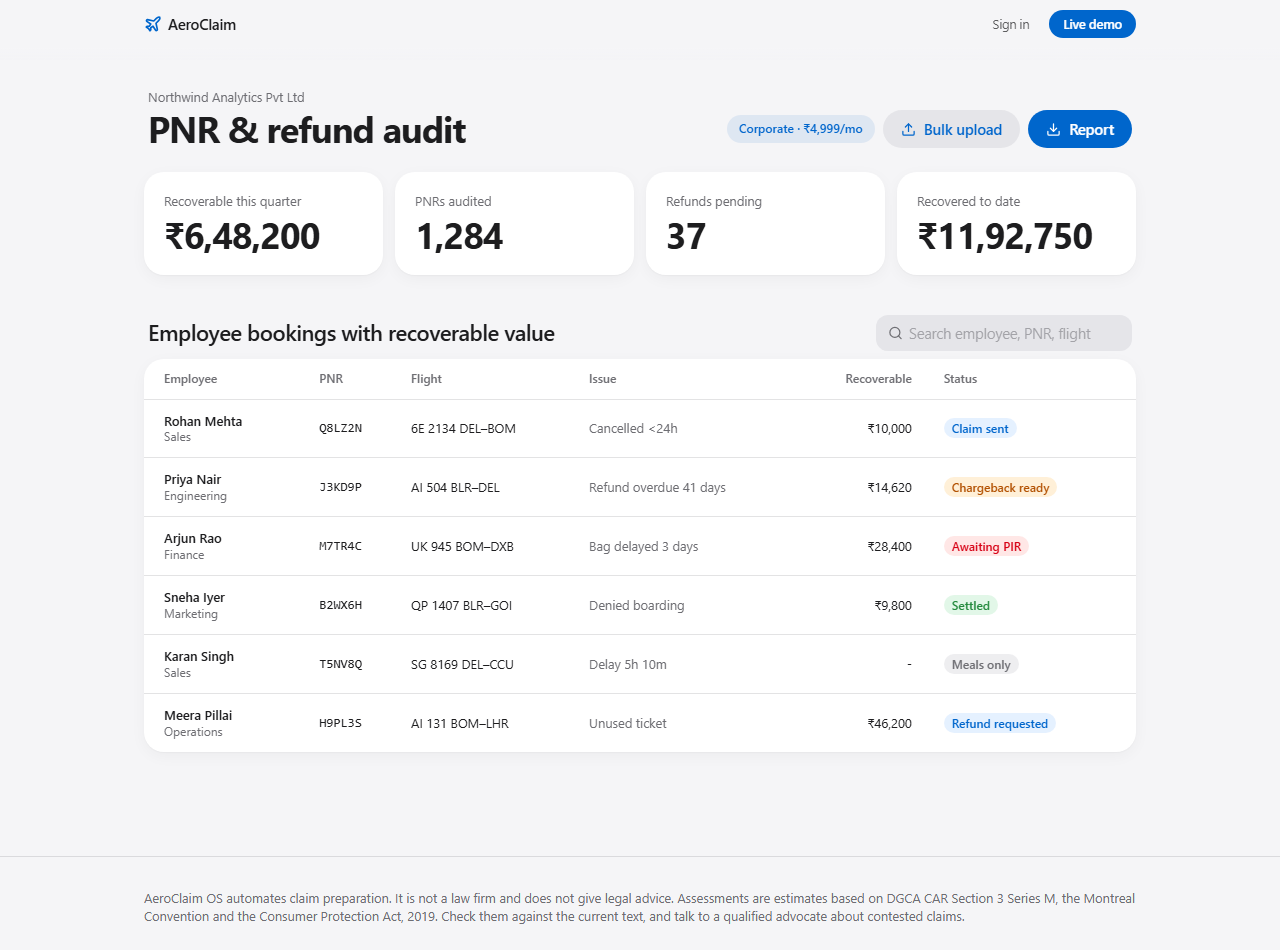 AeroClaim
Sign in
Live demo
Northwind Analytics Pvt Ltd
PNR & refund audit
Corporate · ₹4,999/mo
Bulk upload
Report
Recoverable this quarter
₹6,48,200
PNRs audited
1,284
Refunds pending
37
Recovered to date
₹11,92,750
Employee bookings with recoverable value
Search employee, PNR, flight
Employee PNR Flight Issue Recoverable Status
Rohan Mehta
Sales
Q8LZ2N 6E 2134 DEL–BOM Cancelled <24h ₹10,000 Claim sent
Priya Nair
Engineering
J3KD9P AI 504 BLR–DEL Refund overdue 41 days ₹14,620 Chargeback ready
Arjun Rao
Finance
M7TR4C UK 945 BOM–DXB Bag delayed 3 days ₹28,400 Awaiting PIR
Sneha Iyer
Marketing
B2WX6H QP 1407 BLR–GOI Denied boarding ₹9,800 Settled
Karan Singh
Sales
T5NV8Q SG 8169 DEL–CCU Delay 5h 10m - Meals only
Meera Pillai
Operations
H9PL3S AI 131 BOM–LHR Unused ticket ₹46,200 Refund requested
AeroClaim OS automates claim preparation. It is not a law firm and does not give legal advice. Assessments are estimates based on DGCA CAR Section 3 Series M, the Montreal
Convention and the Consumer Protection Act, 2019. Check them against the current text, and talk to a qualified advocate about contested claims.